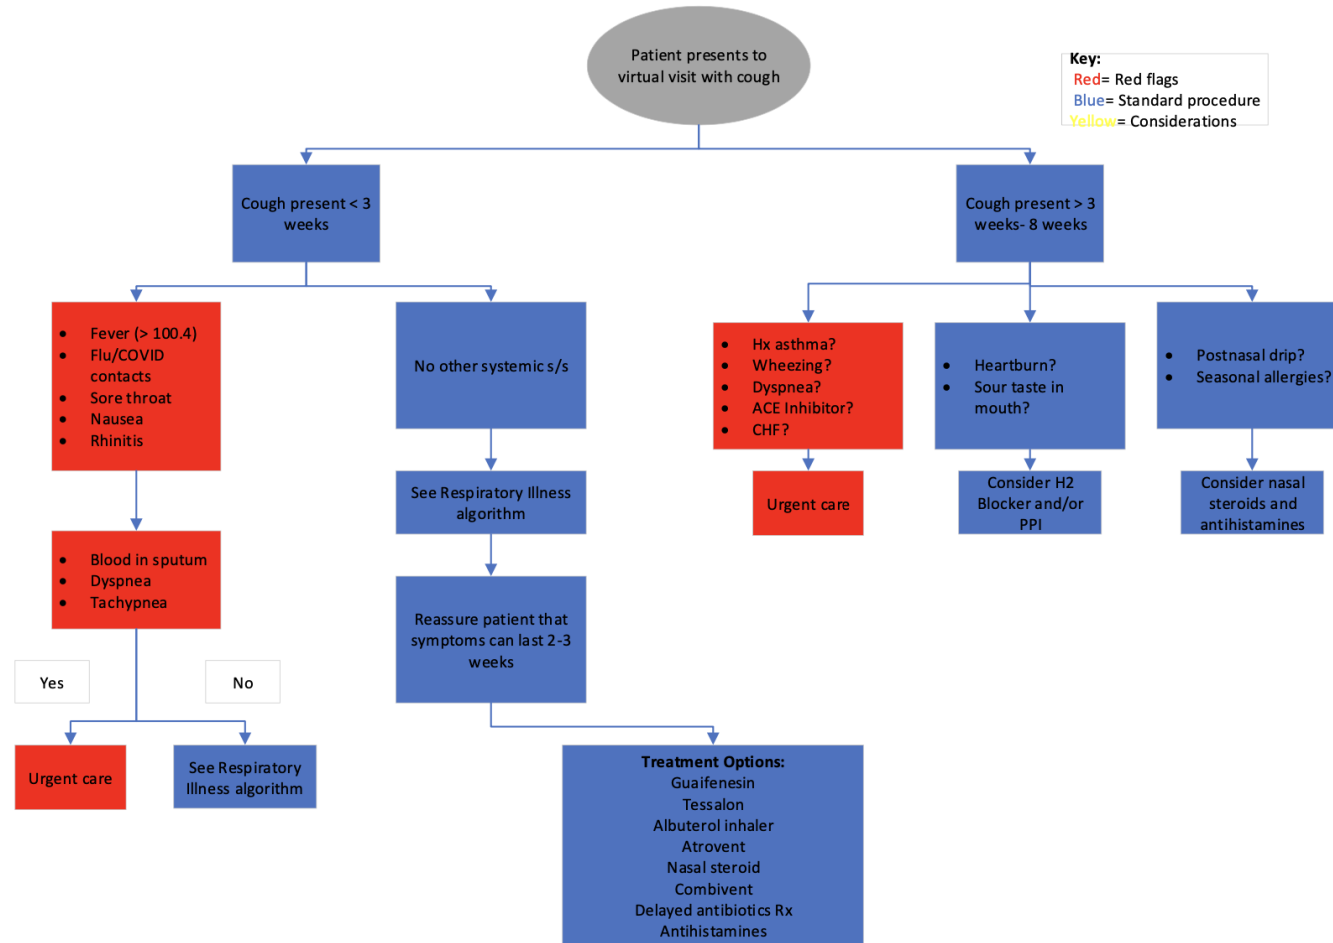 Patient presents to
virtual visit with cough
Key:
Red= Red flags
Blue= Standard procedure
Yellow= Considerations
Cough present < 3
weeks
Cough present > 3
weeks- 8 weeks
• Fever (> 100.4)
• Flu/COVID
contacts
• Sore throat
• Nausea
• Rhinitis
No other systemic s/s
• Hx asthma?
• Wheezing?
• Dyspnea?
• ACE Inhibitor?
• CHF?
• Heartburn?
• Sour taste in
mouth?
• Postnasal drip?
• Seasonal allergies?
See Respiratory Illness
algorithm
Urgent care
Consider H2
Blocker and/or
PPI
Consider nasal
steroids and
antihistamines
• Blood in sputum
• Dyspnea
• Tachypnea
Reassure patient that
symptoms can last 2-3
weeks
Yes
No
Urgent care
See Respiratory
Illness algorithm
Treatment Options:
Guaifenesin
Tessalon
Albuterol inhaler
Atrovent
Nasal steroid
Combivent
Delayed antibiotics Rx
Antihistamines